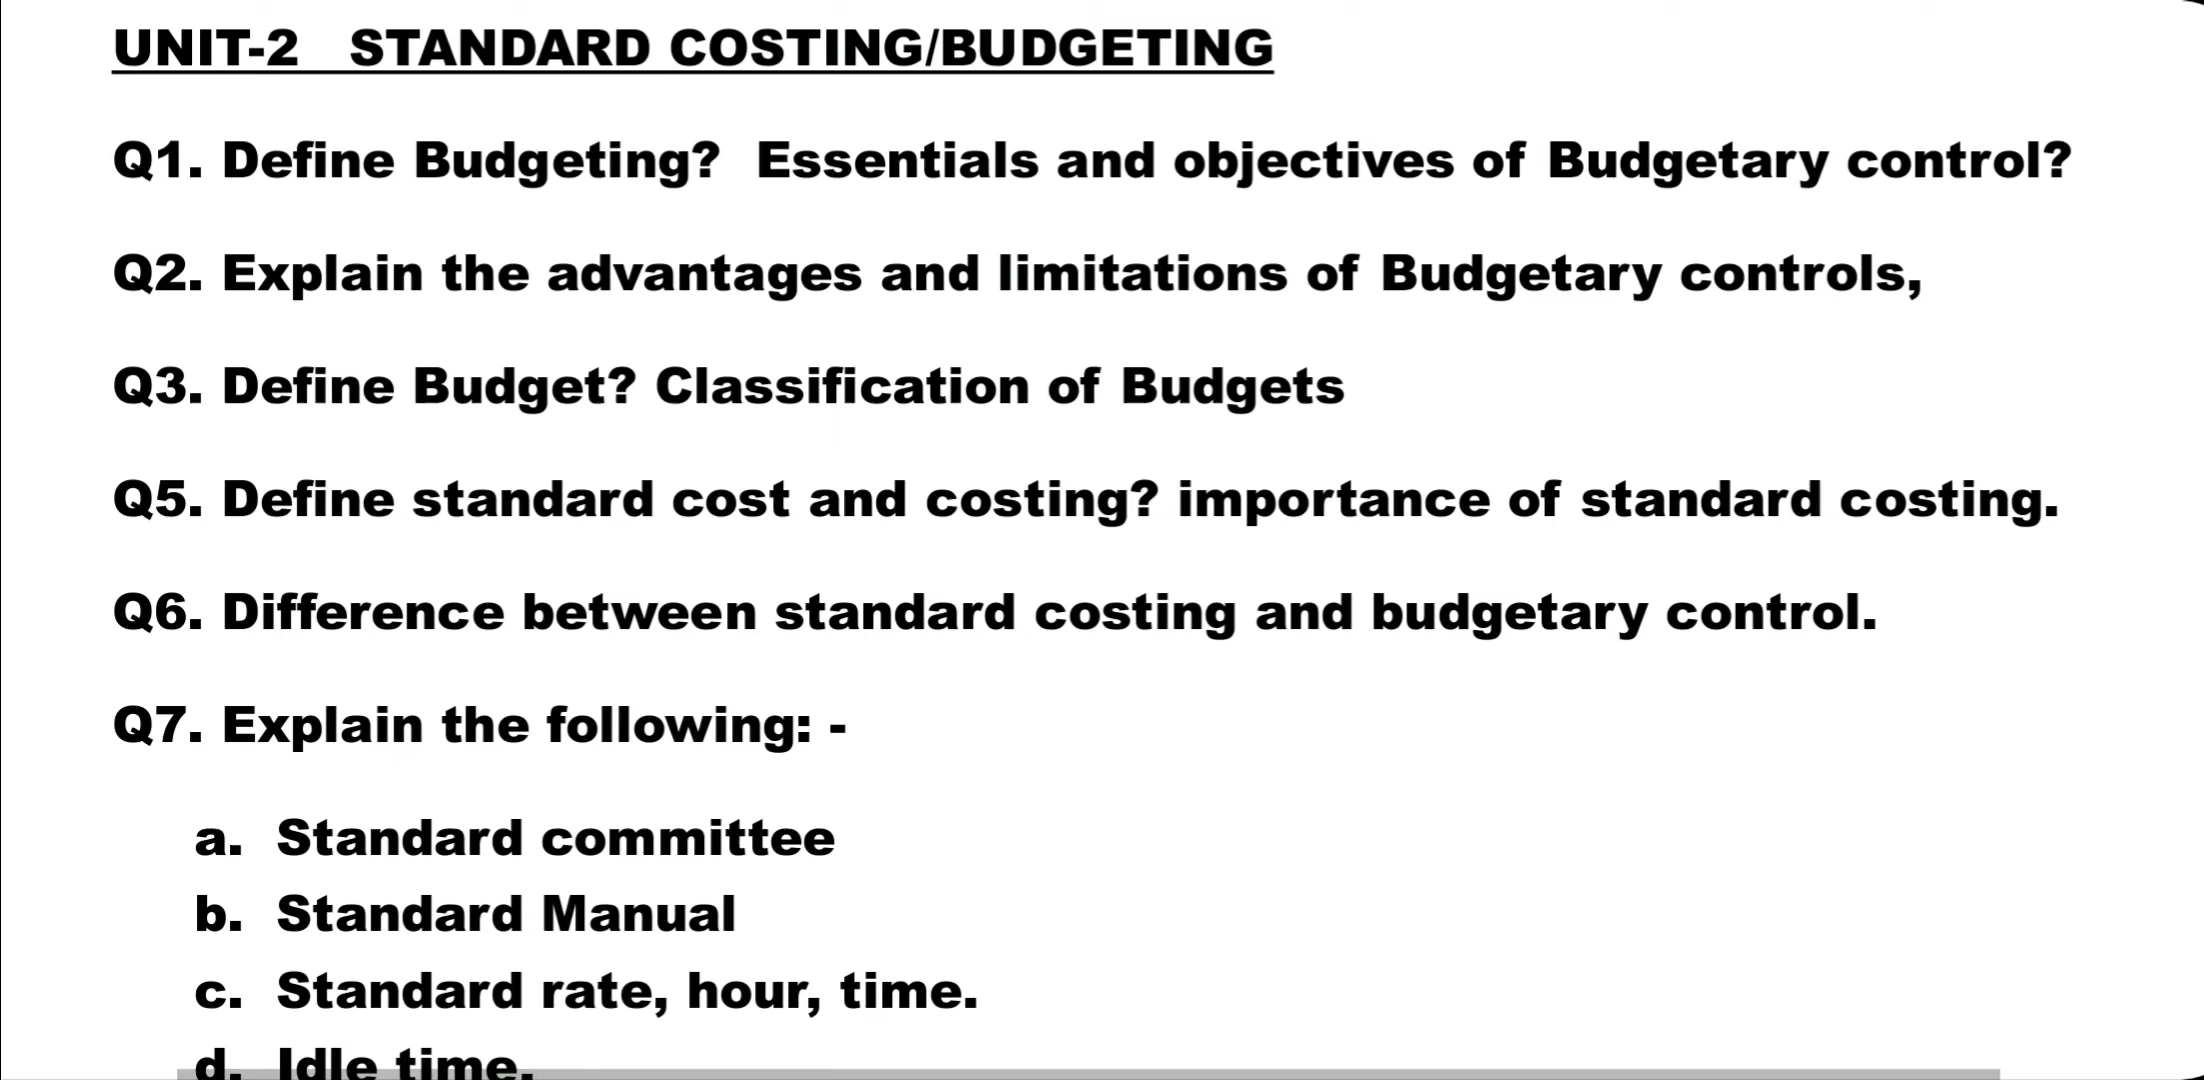 UNIT-2 STANDARD COSTING/BUDGETING
Q1. Define Budgeting? Essentials and objectives of Budgetary control?
Q2. Explain the advantages and limitations of Budgetary controls,
Q3. Define Budget? Classification of Budgets
Q5. Define standard cost and costing? importance of standard costing.
Q6. Difference between standard costing and budgetary control.
Q7. Explain the following: -
a. Standard committee
b. Standard Manual
c. Standard rate, hour, time.
d. Idle time.